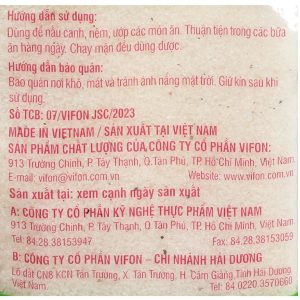 Hướng dẫn sử dụng:
Dùng để nấu canh, nêm, ướp các món ăn. Thuận tiện trong các bữa
ăn hàng ngày. Chay mặn đều dùng được.
Hướng dẫn bảo quản:
Bảo quản nơi khô, mát và tránh ánh nắng mặt trời. Giữ kín sau khi
sử dụng.
Số TCB: 07/VIFON JSC/2023
MADE IN VIETNAM / SẢN XUẤT TẠI VIỆT NAM
SẢN PHẨM CHẤT LƯỢNG CỦA CÔNG TY CỔ PHẦN VIFON:
913 Trường Chinh, P. Tây Thạnh, Q.Tân Phú, TP Hồ Chí Minh, Việt Nam
E-mail: vifon@vifon.com.vn Website: www.vifon.com.vn
Sản xuất tại: xem cạnh ngày sản xuất
A: CÔNG TY CỔ PHẦN KỸ NGHỆ THỰC PHẨM VIỆT NAM
913 Trường Chinh, P. Tây Thạnh, Q. Tân Phú, TP. Hồ Chí Minh, Việt Nam
Tel: 84.28.38153947 Fax: 84.28.38153059
B: CÔNG TY CỔ PHẦN VIFON – CHI NHÁNH HẢI DƯƠNG
Lô đất CN8 KCN Tân Trường, X. Tân Trường, H. Cẩm Giàng,Tỉnh Hải Dương
Việt Nam Tel: 84 0220.3570660